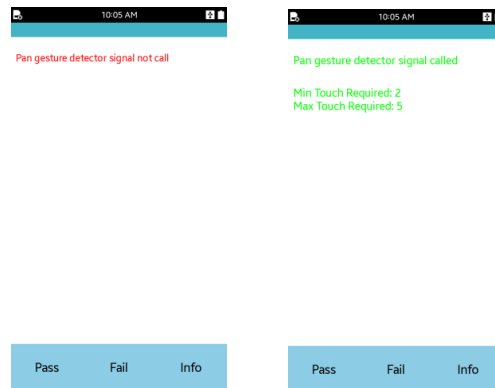 10:05 AM
Pan gesture detector signal not call
Pass Fail Info
10:05 AM
Pan gesture detector signal called
Min Touch Required: 2
Max Touch Required: 5
Pass Fail Info